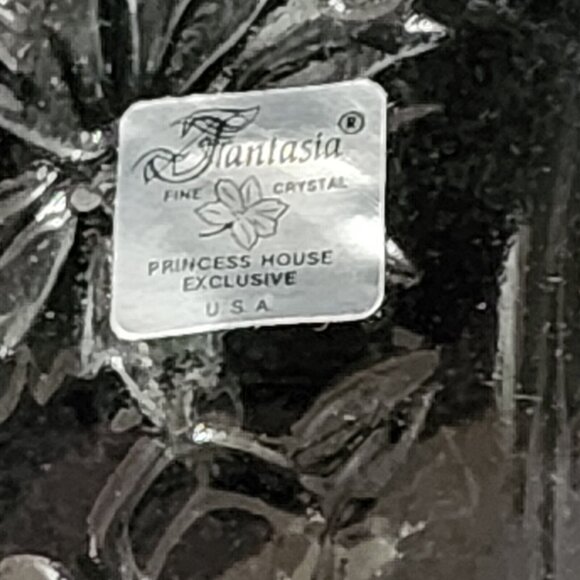 Fantasia ®
FINE CRYSTAL
PRINCESS HOUSE
EXCLUSIVE
U S A